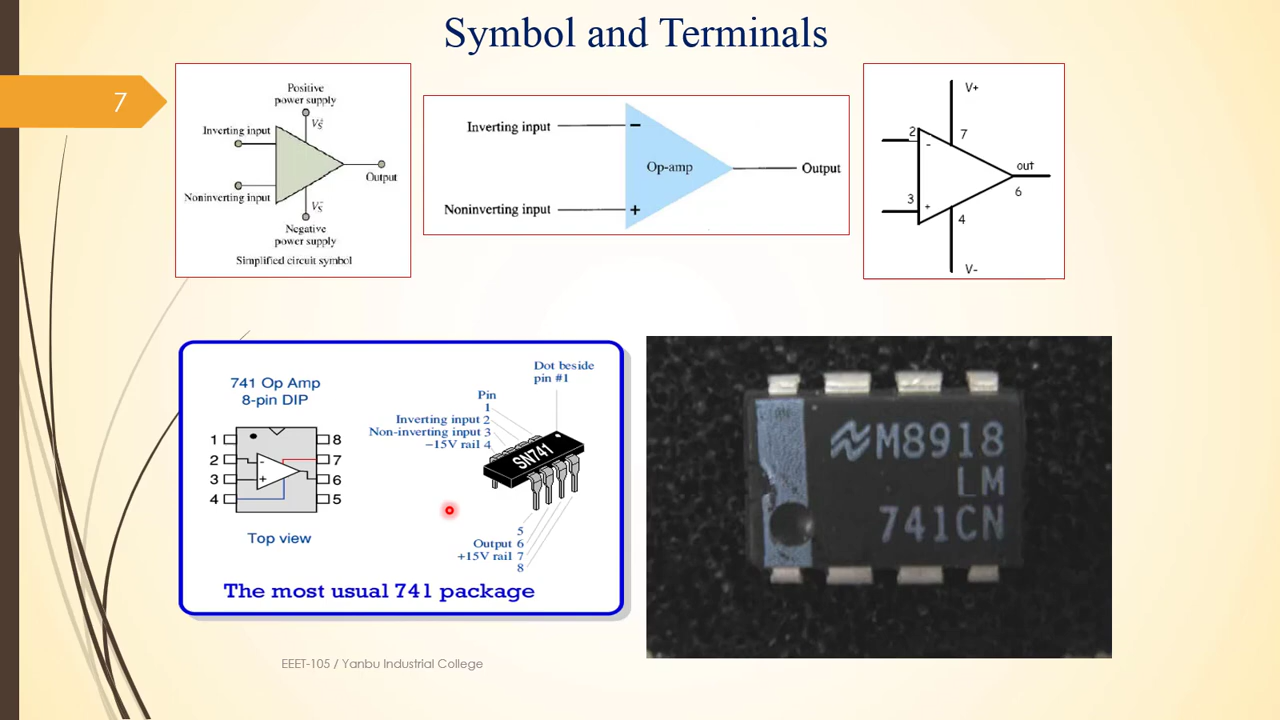 Symbol and Terminals
7
Positive
power supply
V_S^+
Inverting input
Output
Noninverting input
V_S^-
Negative
power supply
Simplified circuit symbol
Inverting input
−
Op-amp
Output
Noninverting input
+
V+
2
7
-
out
6
3
+
4
V-
741 Op Amp
8-pin DIP
1
8
2
-
7
3
+
6
4
5
Top view
Dot beside
pin #1
Pin
1
Inverting input 2
Non-inverting input 3
−15V rail 4
SN741
5
Output 6
+15V rail 7
8
The most usual 741 package
M8918
LM
741CN
EEET-105 / Yanbu Industrial College